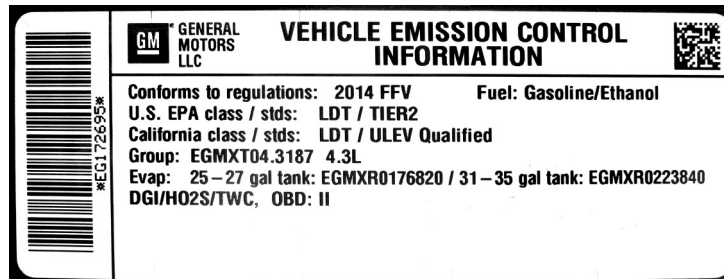 *EG172695*
GM
GENERAL
MOTORS
LLC
VEHICLE EMISSION CONTROL
INFORMATION
Conforms to regulations: 2014 FFV Fuel: Gasoline/Ethanol
U.S. EPA class / stds: LDT / TIER2
California class / stds: LDT / ULEV Qualified
Group: EGMXT04.3187 4.3L
Evap: 25-27 gal tank: EGMXR0176820 / 31-35 gal tank: EGMXR0223840
DGI/HO2S/TWC, OBD: II